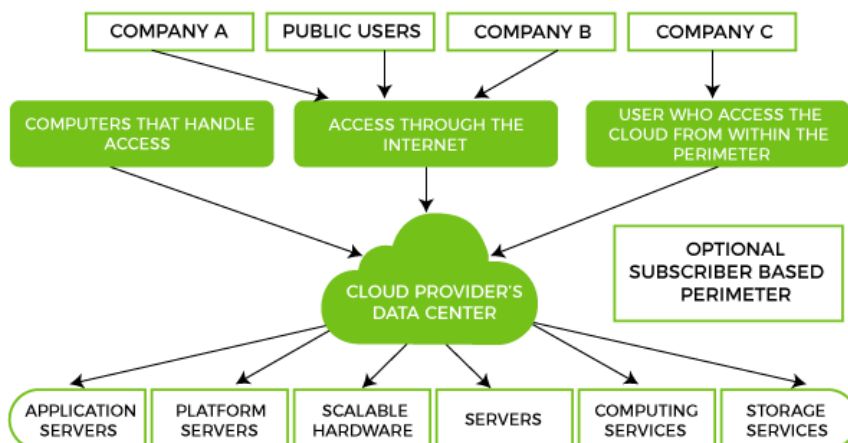 COMPANY A
PUBLIC USERS
COMPANY B
COMPANY C
COMPUTERS THAT HANDLE
ACCESS
ACCESS THROUGH THE
INTERNET
USER WHO ACCESS THE
CLOUD FROM WITHIN THE
PERIMETER
OPTIONAL
SUBSCRIBER BASED
PERIMETER
CLOUD PROVIDER'S
DATA CENTER
APPLICATION
SERVERS
PLATFORM
SERVERS
SCALABLE
HARDWARE
SERVERS
COMPUTING
SERVICES
STORAGE
SERVICES